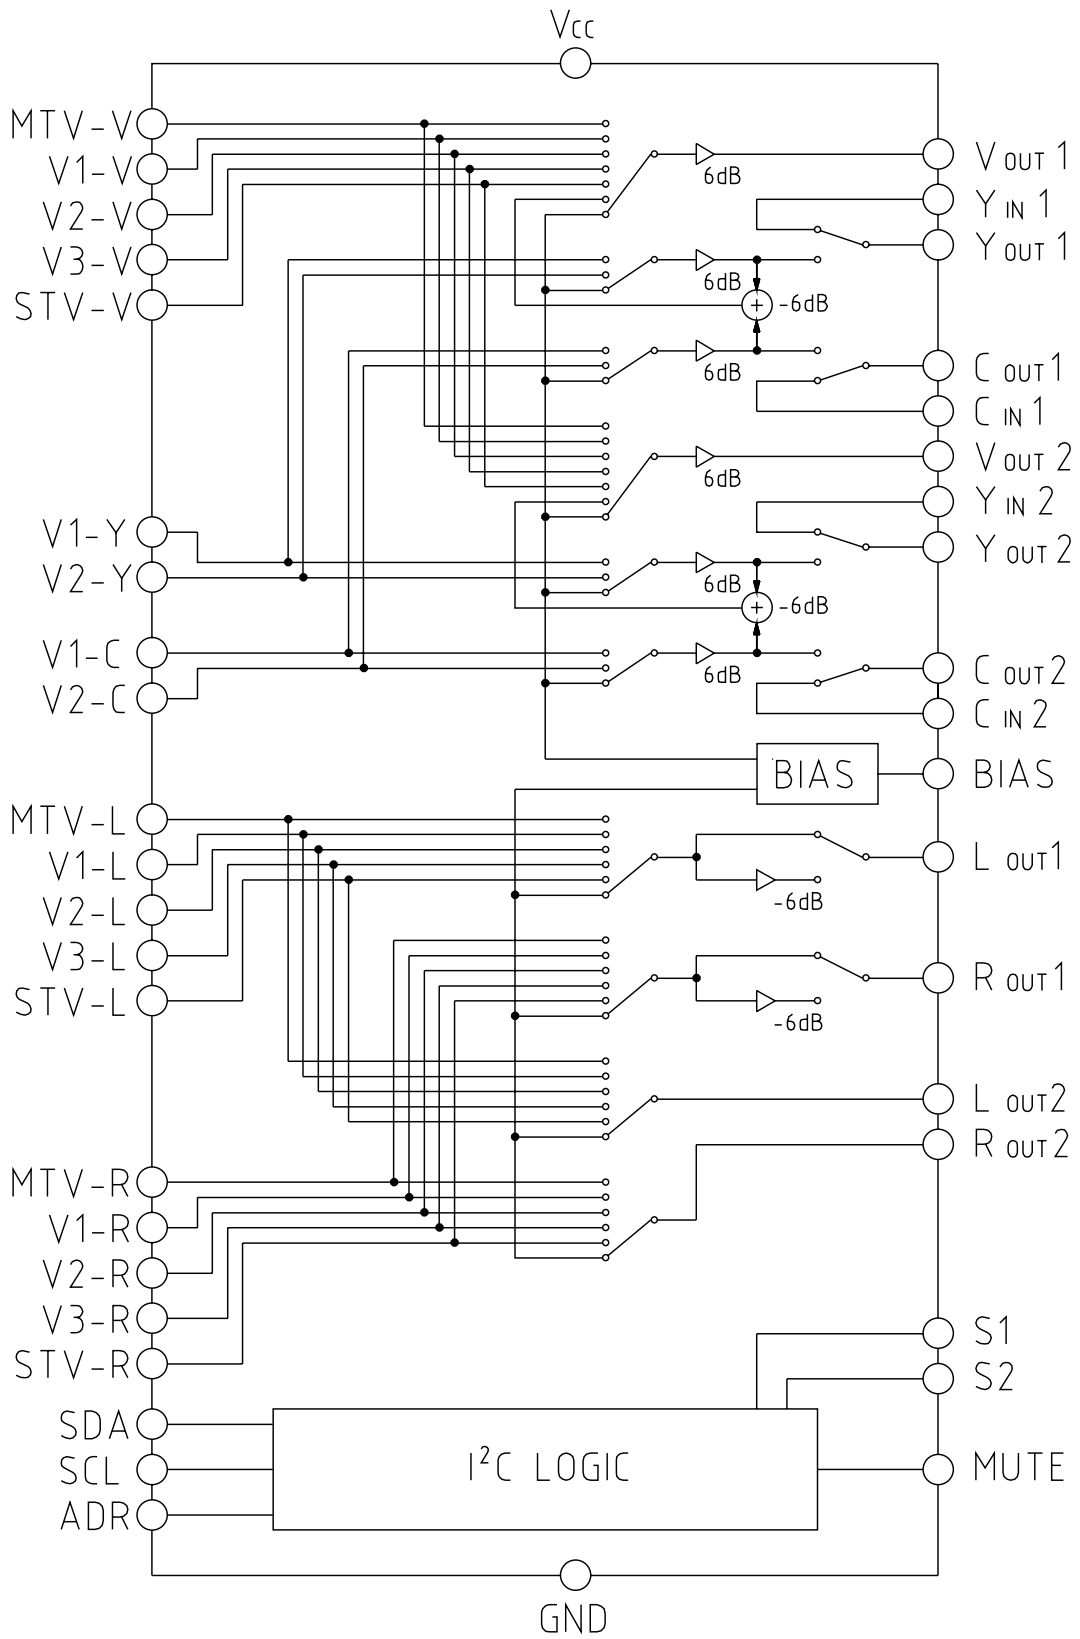 Vcc
MTV-V
V1-V
V2-V
V3-V
STV-V
V1-Y
V2-Y
V1-C
V2-C
MTV-L
V1-L
V2-L
V3-L
STV-L
MTV-R
V1-R
V2-R
V3-R
STV-R
SDA
SCL
ADR
6dB
6dB
-6dB
6dB
6dB
6dB
-6dB
6dB
BIAS
-6dB
-6dB
I²C LOGIC
V OUT 1
Y IN 1
Y OUT 1
C OUT 1
C IN 1
V OUT 2
Y IN 2
Y OUT 2
C OUT 2
C IN 2
BIAS
L OUT1
R OUT1
L OUT2
R OUT2
S1
S2
MUTE
GND